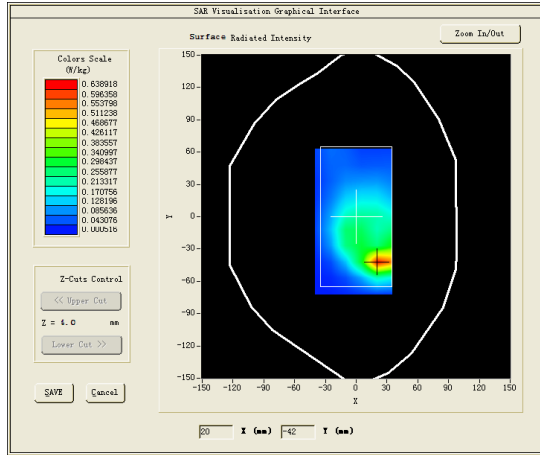 SAR Visualisation Graphical Interface
Surface Radiated Intensity
Zoom In/Out
Colors Scale
(W/kg)
0.638918
0.596358
0.553798
0.511238
0.468677
0.426117
0.383557
0.340997
0.298437
0.255877
0.213317
0.170756
0.128196
0.085636
0.043076
0.000516
Z-Cuts Control
<< Upper Cut
Z = 4.0 mm
Lower Cut >>
SAVE
Cancel
150
120
90
60
30
0
-30
-60
-90
-120
-150
Y
-150 -120 -90 -60 -30 0 30 60 90 120 150
X
20 X (mm) -42 Y (mm)